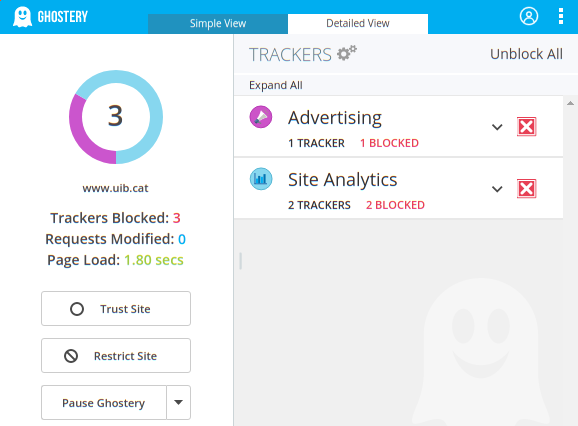 GHOSTERY
Simple View
Detailed View
3
www.uib.cat
Trackers Blocked: 3
Requests Modified: 0
Page Load: 1.80 secs
Trust Site
Restrict Site
Pause Ghostery
TRACKERS
Unblock All
Expand All
Advertising
1 TRACKER 1 BLOCKED
Site Analytics
2 TRACKERS 2 BLOCKED